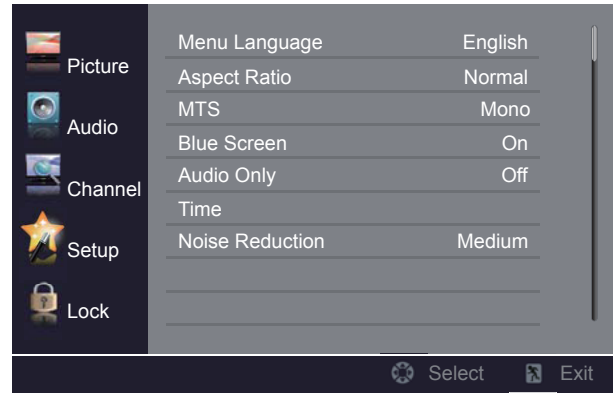 Picture
Audio
Channel
Setup
Lock
Menu Language English
Aspect Ratio Normal
MTS Mono
Blue Screen On
Audio Only Off
Time
Noise Reduction Medium
Select Exit